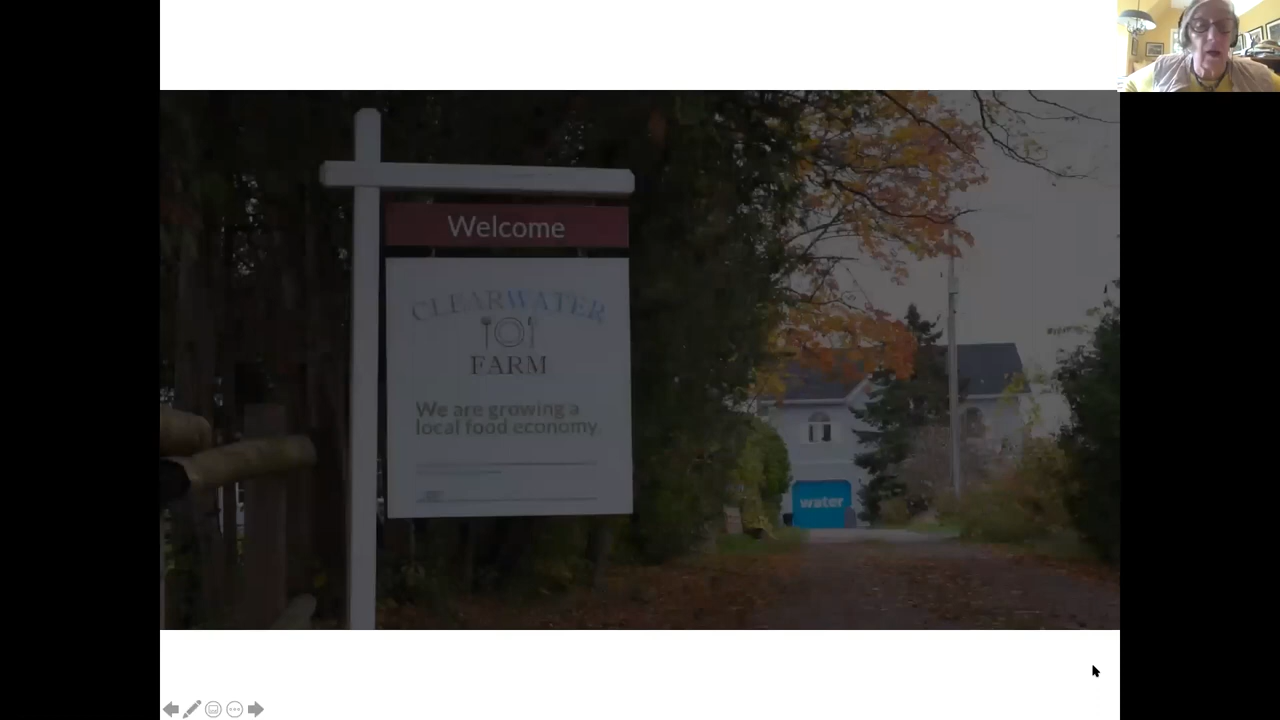 Welcome
CLEARWATER
FARM
We are growing a
local food economy
water